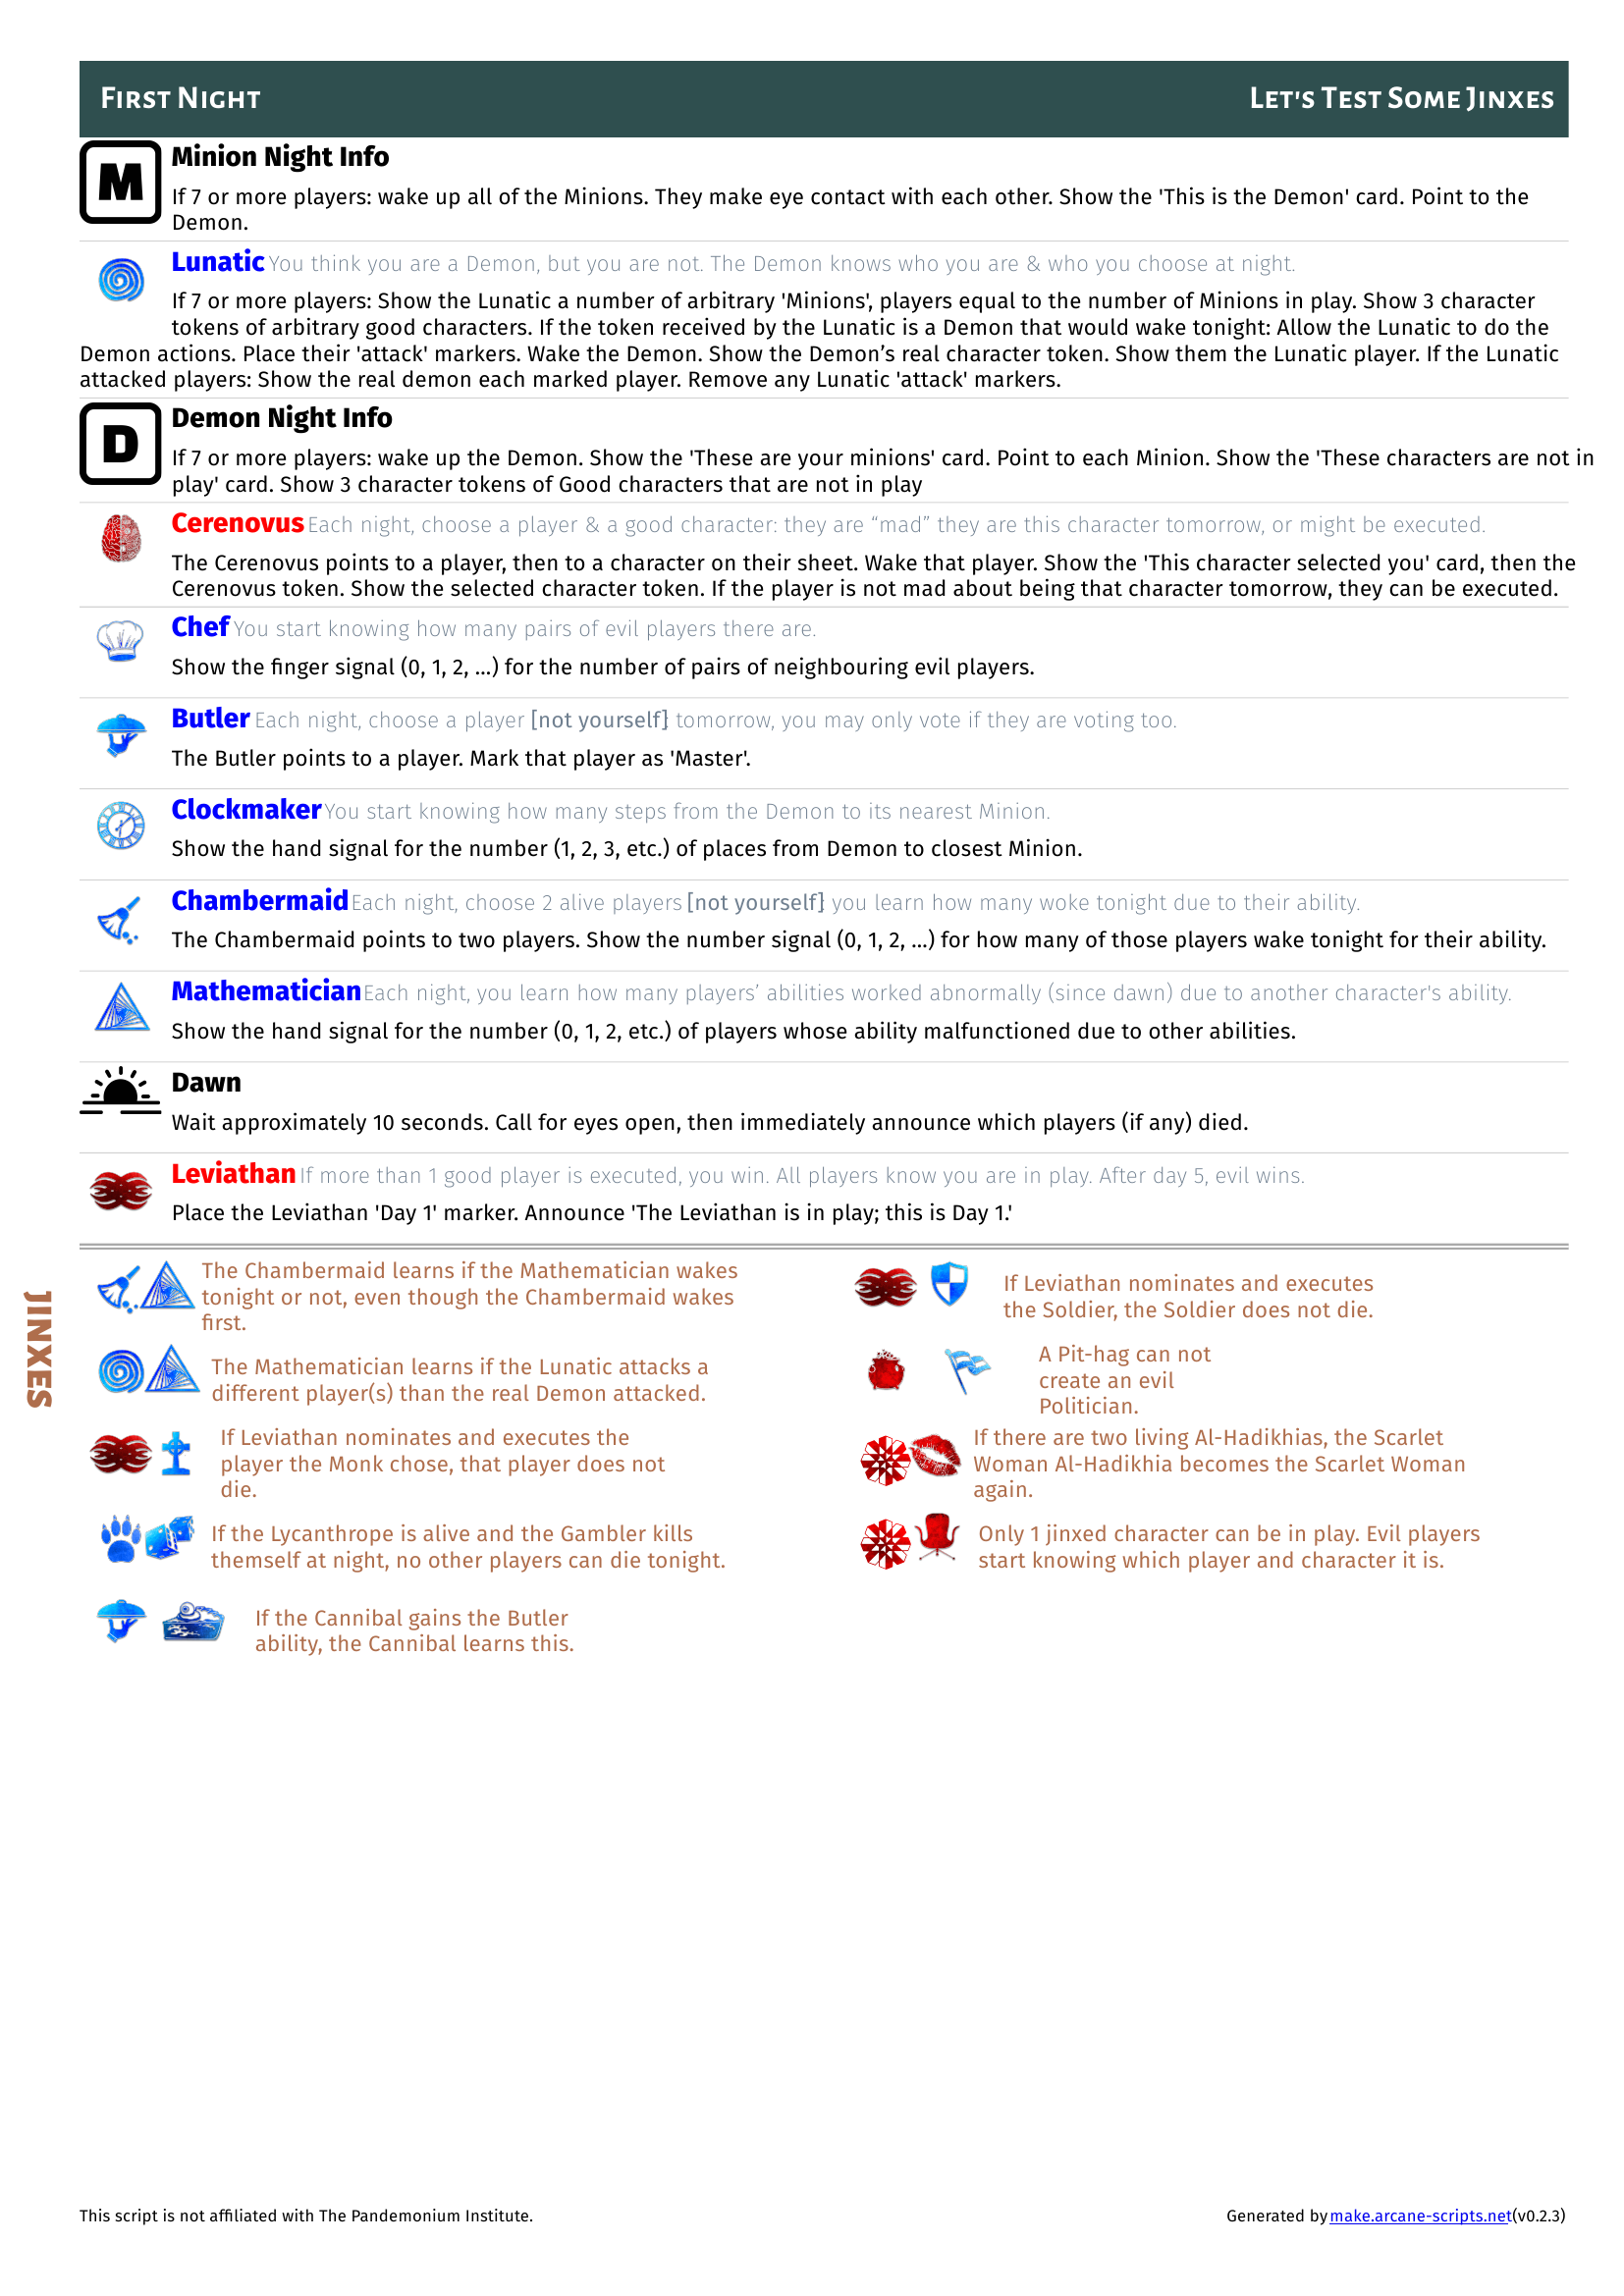 First Night
Let's Test Some Jinxes
M
Minion Night Info
If 7 or more players: wake up all of the Minions. They make eye contact with each other. Show the 'This is the Demon' card. Point to the
Demon.
Lunatic You think you are a Demon, but you are not. The Demon knows who you are & who you choose at night.
If 7 or more players: Show the Lunatic a number of arbitrary 'Minions', players equal to the number of Minions in play. Show 3 character
tokens of arbitrary good characters. If the token received by the Lunatic is a Demon that would wake tonight: Allow the Lunatic to do the
Demon actions. Place their 'attack' markers. Wake the Demon. Show the Demon’s real character token. Show them the Lunatic player. If the Lunatic
attacked players: Show the real demon each marked player. Remove any Lunatic 'attack' markers.
D
Demon Night Info
If 7 or more players: wake up the Demon. Show the 'These are your minions' card. Point to each Minion. Show the 'These characters are not in
play' card. Show 3 character tokens of Good characters that are not in play
Cerenovus Each night, choose a player & a good character: they are “mad” they are this character tomorrow, or might be executed.
The Cerenovus points to a player, then to a character on their sheet. Wake that player. Show the 'This character selected you' card, then the
Cerenovus token. Show the selected character token. If the player is not mad about being that character tomorrow, they can be executed.
Chef You start knowing how many pairs of evil players there are.
Show the finger signal (0, 1, 2, ...) for the number of pairs of neighbouring evil players.
Butler Each night, choose a player [not yourself] tomorrow, you may only vote if they are voting too.
The Butler points to a player. Mark that player as 'Master'.
Clockmaker You start knowing how many steps from the Demon to its nearest Minion.
Show the hand signal for the number (1, 2, 3, etc.) of places from Demon to closest Minion.
Chambermaid Each night, choose 2 alive players [not yourself] you learn how many woke tonight due to their ability.
The Chambermaid points to two players. Show the number signal (0, 1, 2, ...) for how many of those players wake tonight for their ability.
Mathematician Each night, you learn how many players’ abilities worked abnormally (since dawn) due to another character's ability.
Show the hand signal for the number (0, 1, 2, etc.) of players whose ability malfunctioned due to other abilities.
Dawn
Wait approximately 10 seconds. Call for eyes open, then immediately announce which players (if any) died.
Leviathan If more than 1 good player is executed, you win. All players know you are in play. After day 5, evil wins.
Place the Leviathan 'Day 1' marker. Announce 'The Leviathan is in play; this is Day 1.'
JINXES
The Chambermaid learns if the Mathematician wakes
tonight or not, even though the Chambermaid wakes
first.
The Mathematician learns if the Lunatic attacks a
different player(s) than the real Demon attacked.
If Leviathan nominates and executes the
player the Monk chose, that player does not
die.
If the Lycanthrope is alive and the Gambler kills
themself at night, no other players can die tonight.
If the Cannibal gains the Butler
ability, the Cannibal learns this.
If Leviathan nominates and executes
the Soldier, the Soldier does not die.
A Pit-hag can not
create an evil
Politician.
If there are two living Al-Hadikhias, the Scarlet
Woman Al-Hadikhia becomes the Scarlet Woman
again.
Only 1 jinxed character can be in play. Evil players
start knowing which player and character it is.
This script is not affiliated with The Pandemonium Institute.
Generated by make.arcane-scripts.net (v0.2.3)